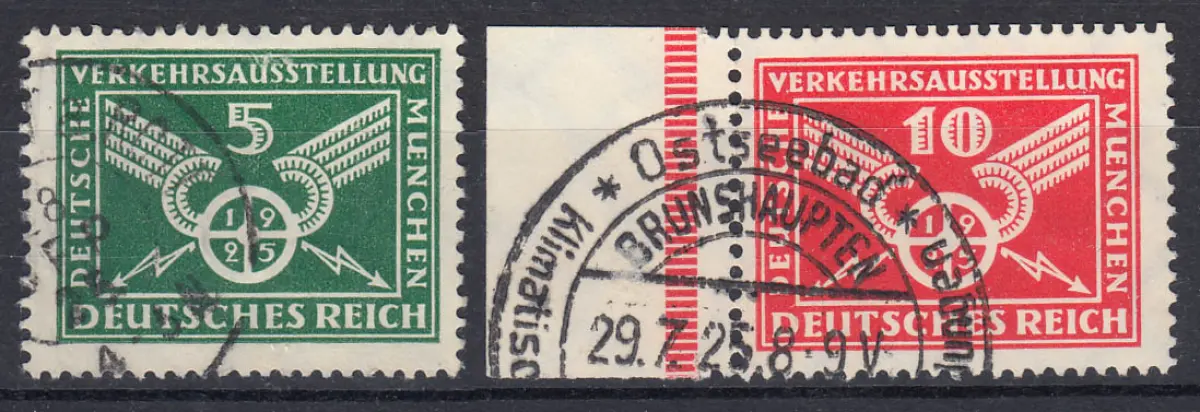 VERKEHRSAUSSTELLUNG
DEUTSCHE
MUENCHEN
5
19
25
DEUTSCHES REICH
VERKEHRSAUSSTELLUNG
MUENCHEN
10
DEUTSCHES REICH
* Ostseebad *
BRUNSHAUPTEN
29.7.25.8-9V.